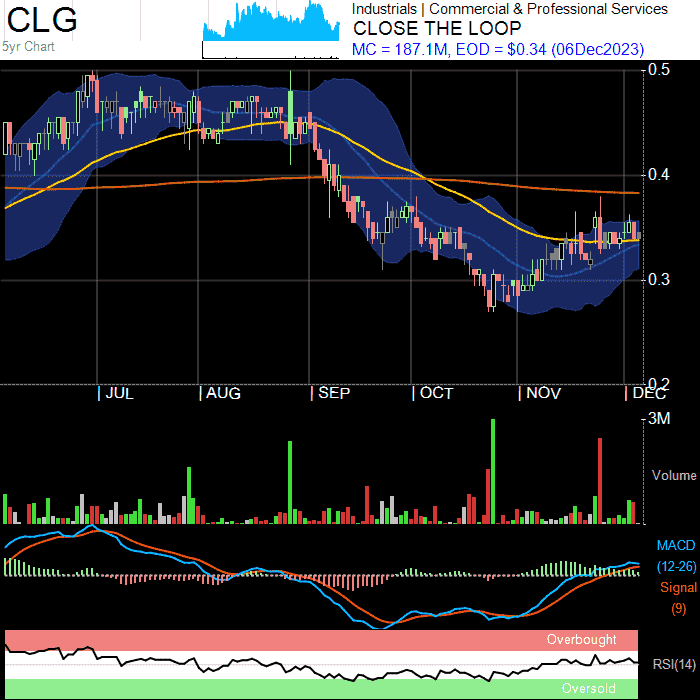 CLG
5yr Chart
Industrials | Commercial & Professional Services
CLOSE THE LOOP
MC = 187.1M, EOD = $0.34 (06Dec2023)
0.5
0.4
0.3
0.2
JUL AUG SEP OCT NOV DEC
3M
Volume
MACD
(12-26)
Signal
(9)
Overbought
RSI(14)
Oversold